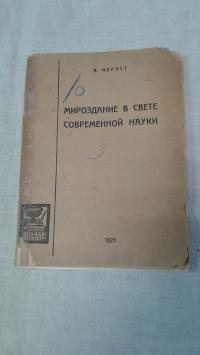 В. НЕРНСТ
МИРОЗДАНИЕ В СВЕТЕ
СОВРЕМЕННОЙ НАУКИ
1923